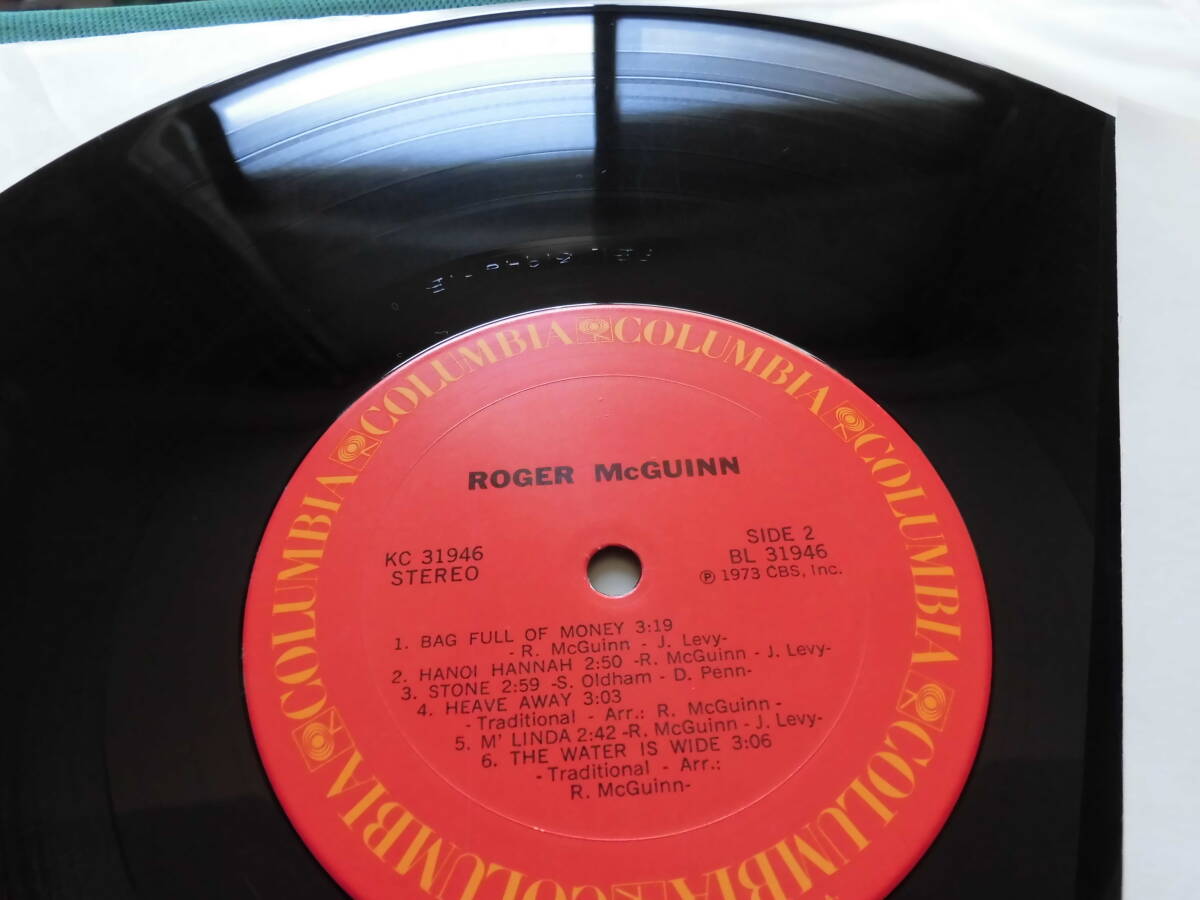 COLUMBIA COLUMBIA COLUMBIA COLUMBIA COLUMBIA COLUMBIA
ROGER McGUINN
KC 31946
STEREO
SIDE 2
BL 31946
Ⓟ 1973 CBS, Inc.
1. BAG FULL OF MONEY 3:19
- R. McGuinn - J. Levy-
2. HANOI HANNAH 2:50 -R. McGuinn - J. Levy-
3. STONE 2:59 -S. Oldham - D. Penn-
4. HEAVE AWAY 3:03
- Traditional - Arr.: R. McGuinn -
5. M' LINDA 2:42 -R. McGuinn - J. Levy-
6. THE WATER IS WIDE 3:06
- Traditional - Arr.:
R. McGuinn-